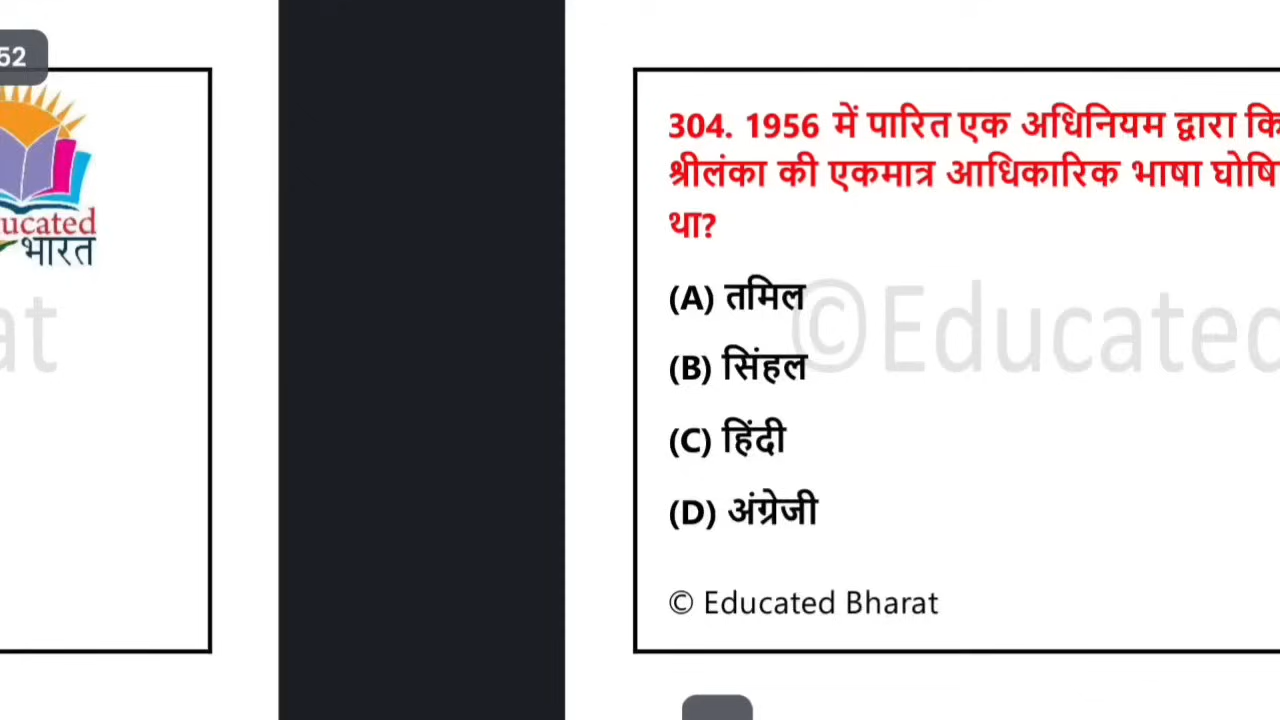 52
ucated
भारत
at
304. 1956 में पारित एक अधिनियम द्वारा
श्रीलंका की एकमात्र आधिकारिक भाषा
था?
(A) तमिल
©Educated
(B) सिंहल
(C) हिंदी
(D) अंग्रेजी
© Educated Bharat